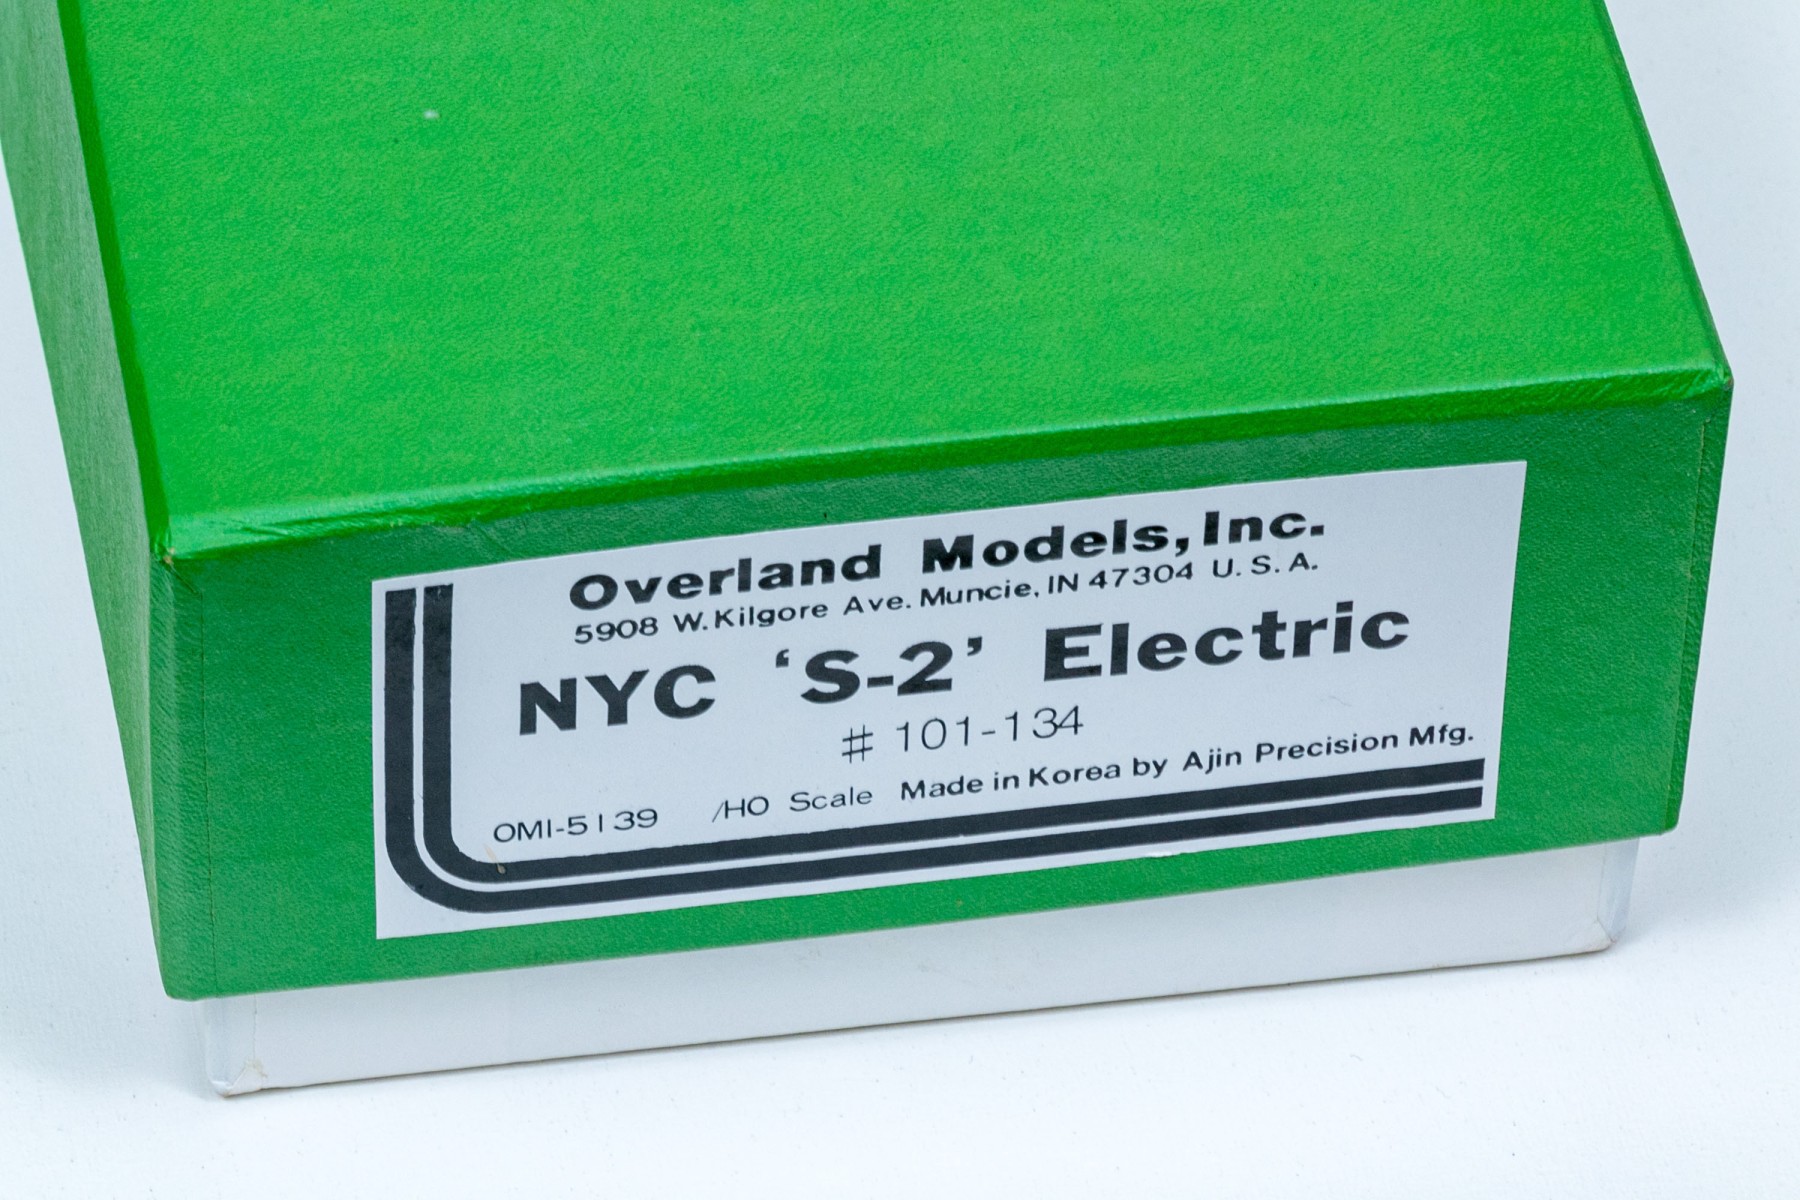 Overland Models, Inc.
5908 W. Kilgore Ave. Muncie, IN 47304 U. S. A.
NYC ‘S-2’ Electric
# 101-134
OMI-5139 /HO Scale Made in Korea by Ajin Precision Mfg.